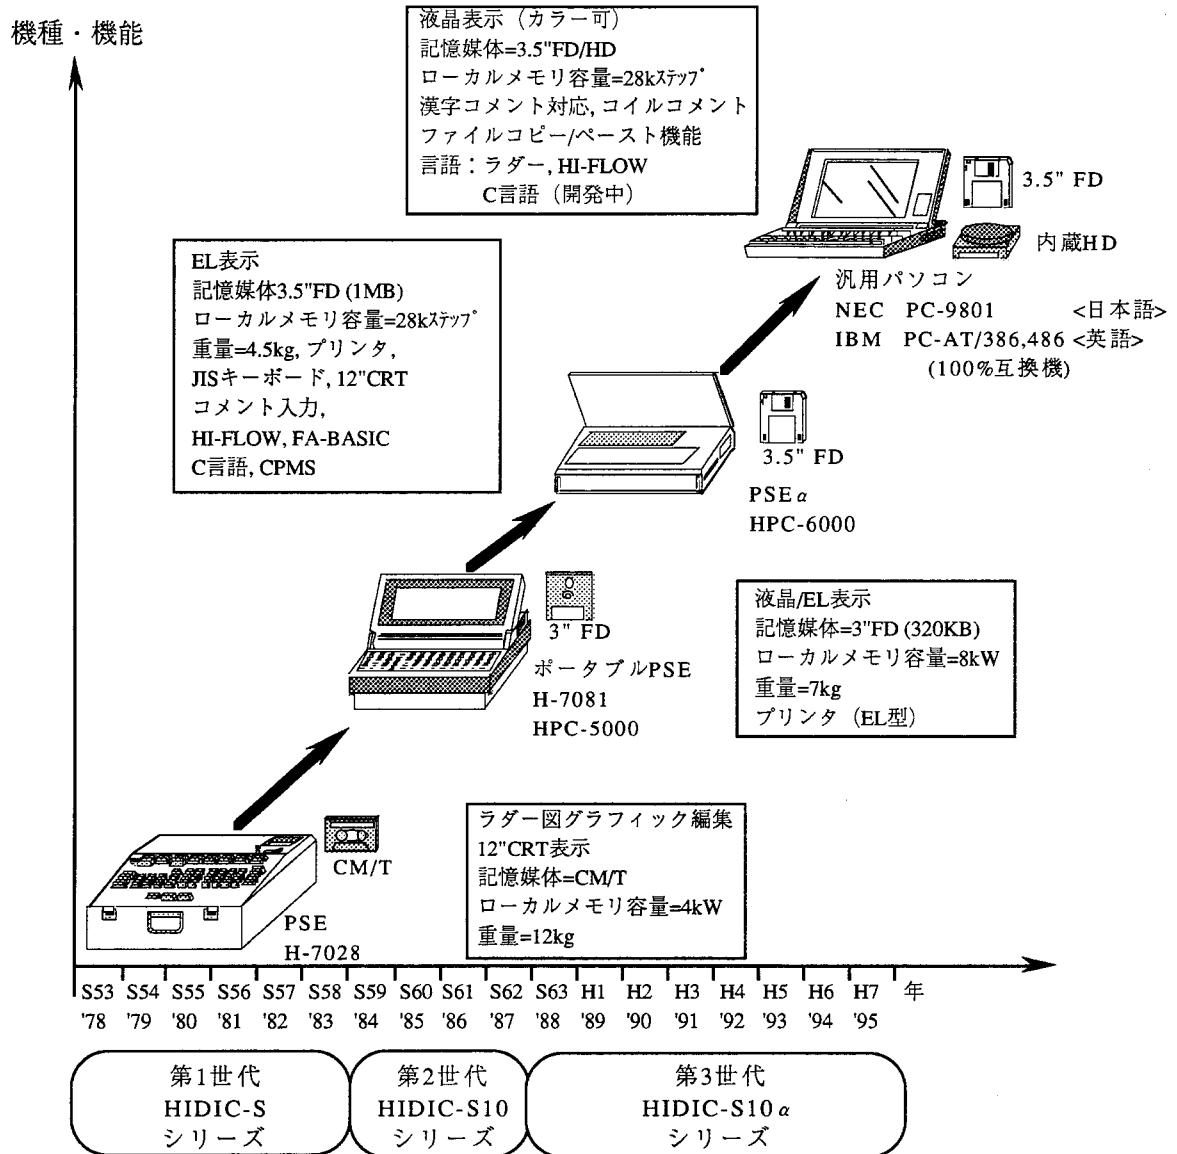 機種・機能
液晶表示（カラー可）
記憶媒体=3.5"FD/HD
ローカルメモリ容量=28kｽﾃｯﾌﾟ
漢字コメント対応, コイルコメント
ファイルコピー/ペースト機能
言語：ラダー, HI-FLOW
C言語（開発中）
3.5" FD
内蔵HD
汎用パソコン
NEC PC-9801 <日本語>
IBM PC-AT/386,486 <英語>
(100%互換機)
EL表示
記憶媒体3.5"FD (1MB)
ローカルメモリ容量=28kｽﾃｯﾌﾟ
重量=4.5kg, プリンタ,
JISキーボード, 12"CRT
コメント入力,
HI-FLOW, FA-BASIC
C言語, CPMS
3.5" FD
PSEα
HPC-6000
3" FD
ポータブルPSE
H-7081
HPC-5000
液晶/EL表示
記憶媒体=3"FD (320KB)
ローカルメモリ容量=8kW
重量=7kg
プリンタ（EL型）
CM/T
PSE
H-7028
ラダー図グラフィック編集
12"CRT表示
記憶媒体=CM/T
ローカルメモリ容量=4kW
重量=12kg
S53 S54 S55 S56 S57 S58 S59 S60 S61 S62 S63 H1 H2 H3 H4 H5 H6 H7 年
'78 '79 '80 '81 '82 '83 '84 '85 '86 '87 '88 '89 '90 '91 '92 '93 '94 '95
第1世代
HIDIC-S
シリーズ
第2世代
HIDIC-S10
シリーズ
第3世代
HIDIC-S10α
シリーズ